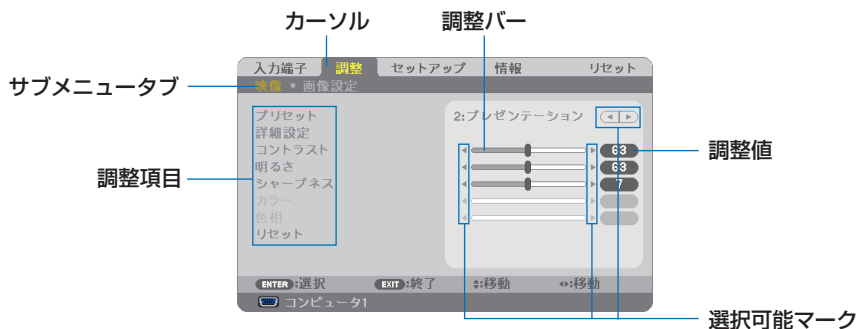 カーソル
調整バー
入力端子 調整 セットアップ 情報 リセット
サブメニュータブ
映像 • 画像設定
プリセット
2:プレゼンテーション
詳細設定
コントラスト
63
調整値
明るさ
63
調整項目
シャープネス
7
カラー
色相
リセット
ENTER:選択 EXIT:終了 :移動 :移動
コンピュータ1
選択可能マーク